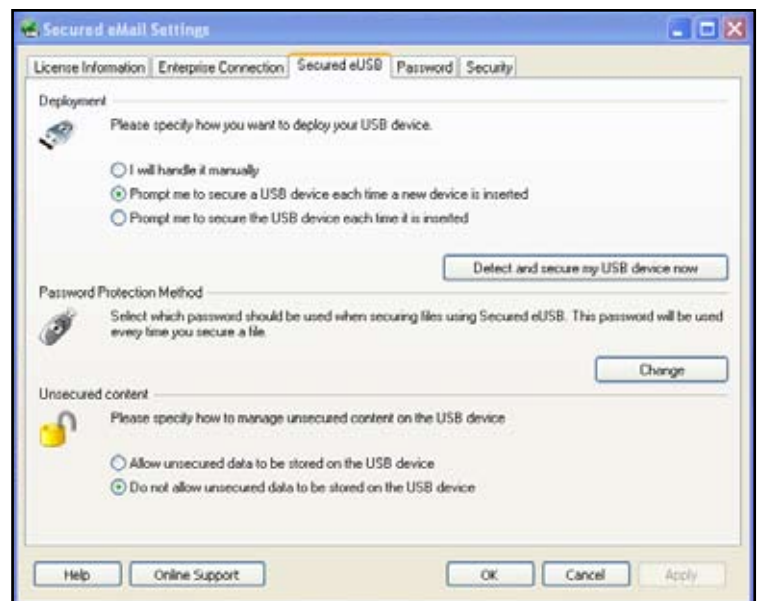 Secured eMail Settings
License Information Enterprise Connection Secured eUSB Password Security
Deployment
Please specify how you want to deploy your USB device.
I will handle it manually
Prompt me to secure a USB device each time a new device is inserted
Prompt me to secure the USB device each time it is inserted
Detect and secure my USB device now
Password Protection Method
Select which password should be used when securing files using Secured eUSB. This password will be used
every time you secure a file.
Change
Unsecured content
Please specify how to manage unsecured content on the USB device
Allow unsecured data to be stored on the USB device
Do not allow unsecured data to be stored on the USB device
Help Online Support OK Cancel Apply